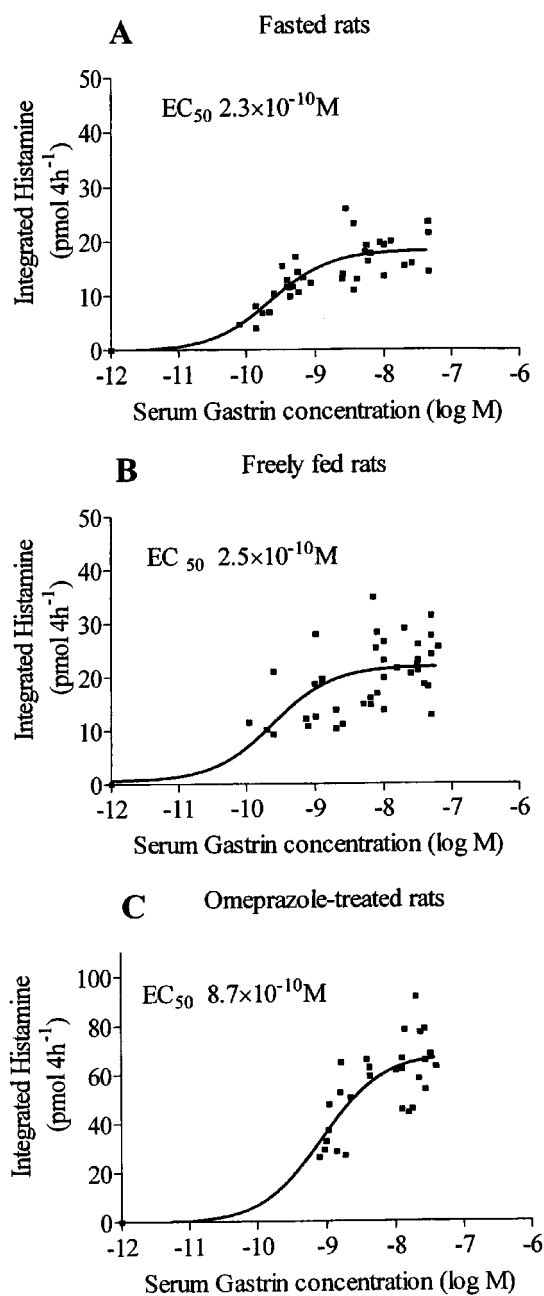 A
Fasted rats
Integrated Histamine
(pmol 4h⁻¹)
50
40
30
20
10
0
EC₅₀ 2.3×10⁻¹⁰M
-12 -11 -10 -9 -8 -7 -6
Serum Gastrin concentration (log M)
B
Freely fed rats
Integrated Histamine
(pmol 4h⁻¹)
50
40
30
20
10
0
EC ₅₀ 2.5×10⁻¹⁰M
-12 -11 -10 -9 -8 -7 -6
Serum Gastrin concentration (log M)
C
Omeprazole-treated rats
Integrated Histamine
(pmol 4h⁻¹)
100
80
60
40
20
0
EC₅₀ 8.7×10⁻¹⁰M
-12 -11 -10 -9 -8 -7 -6
Serum Gastrin concentration (log M)